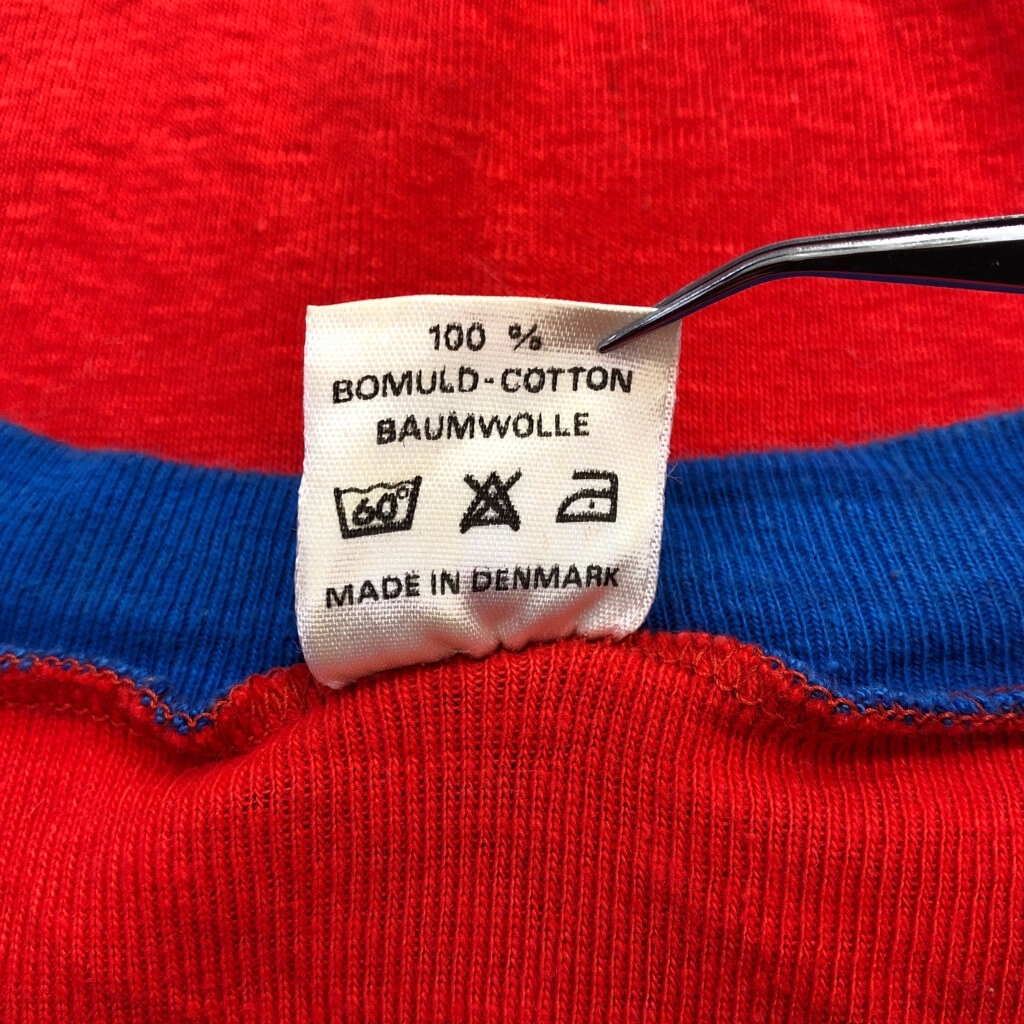 100 %
BOMULD-COTTON
BAUMWOLLE
60°
MADE IN DENMARK